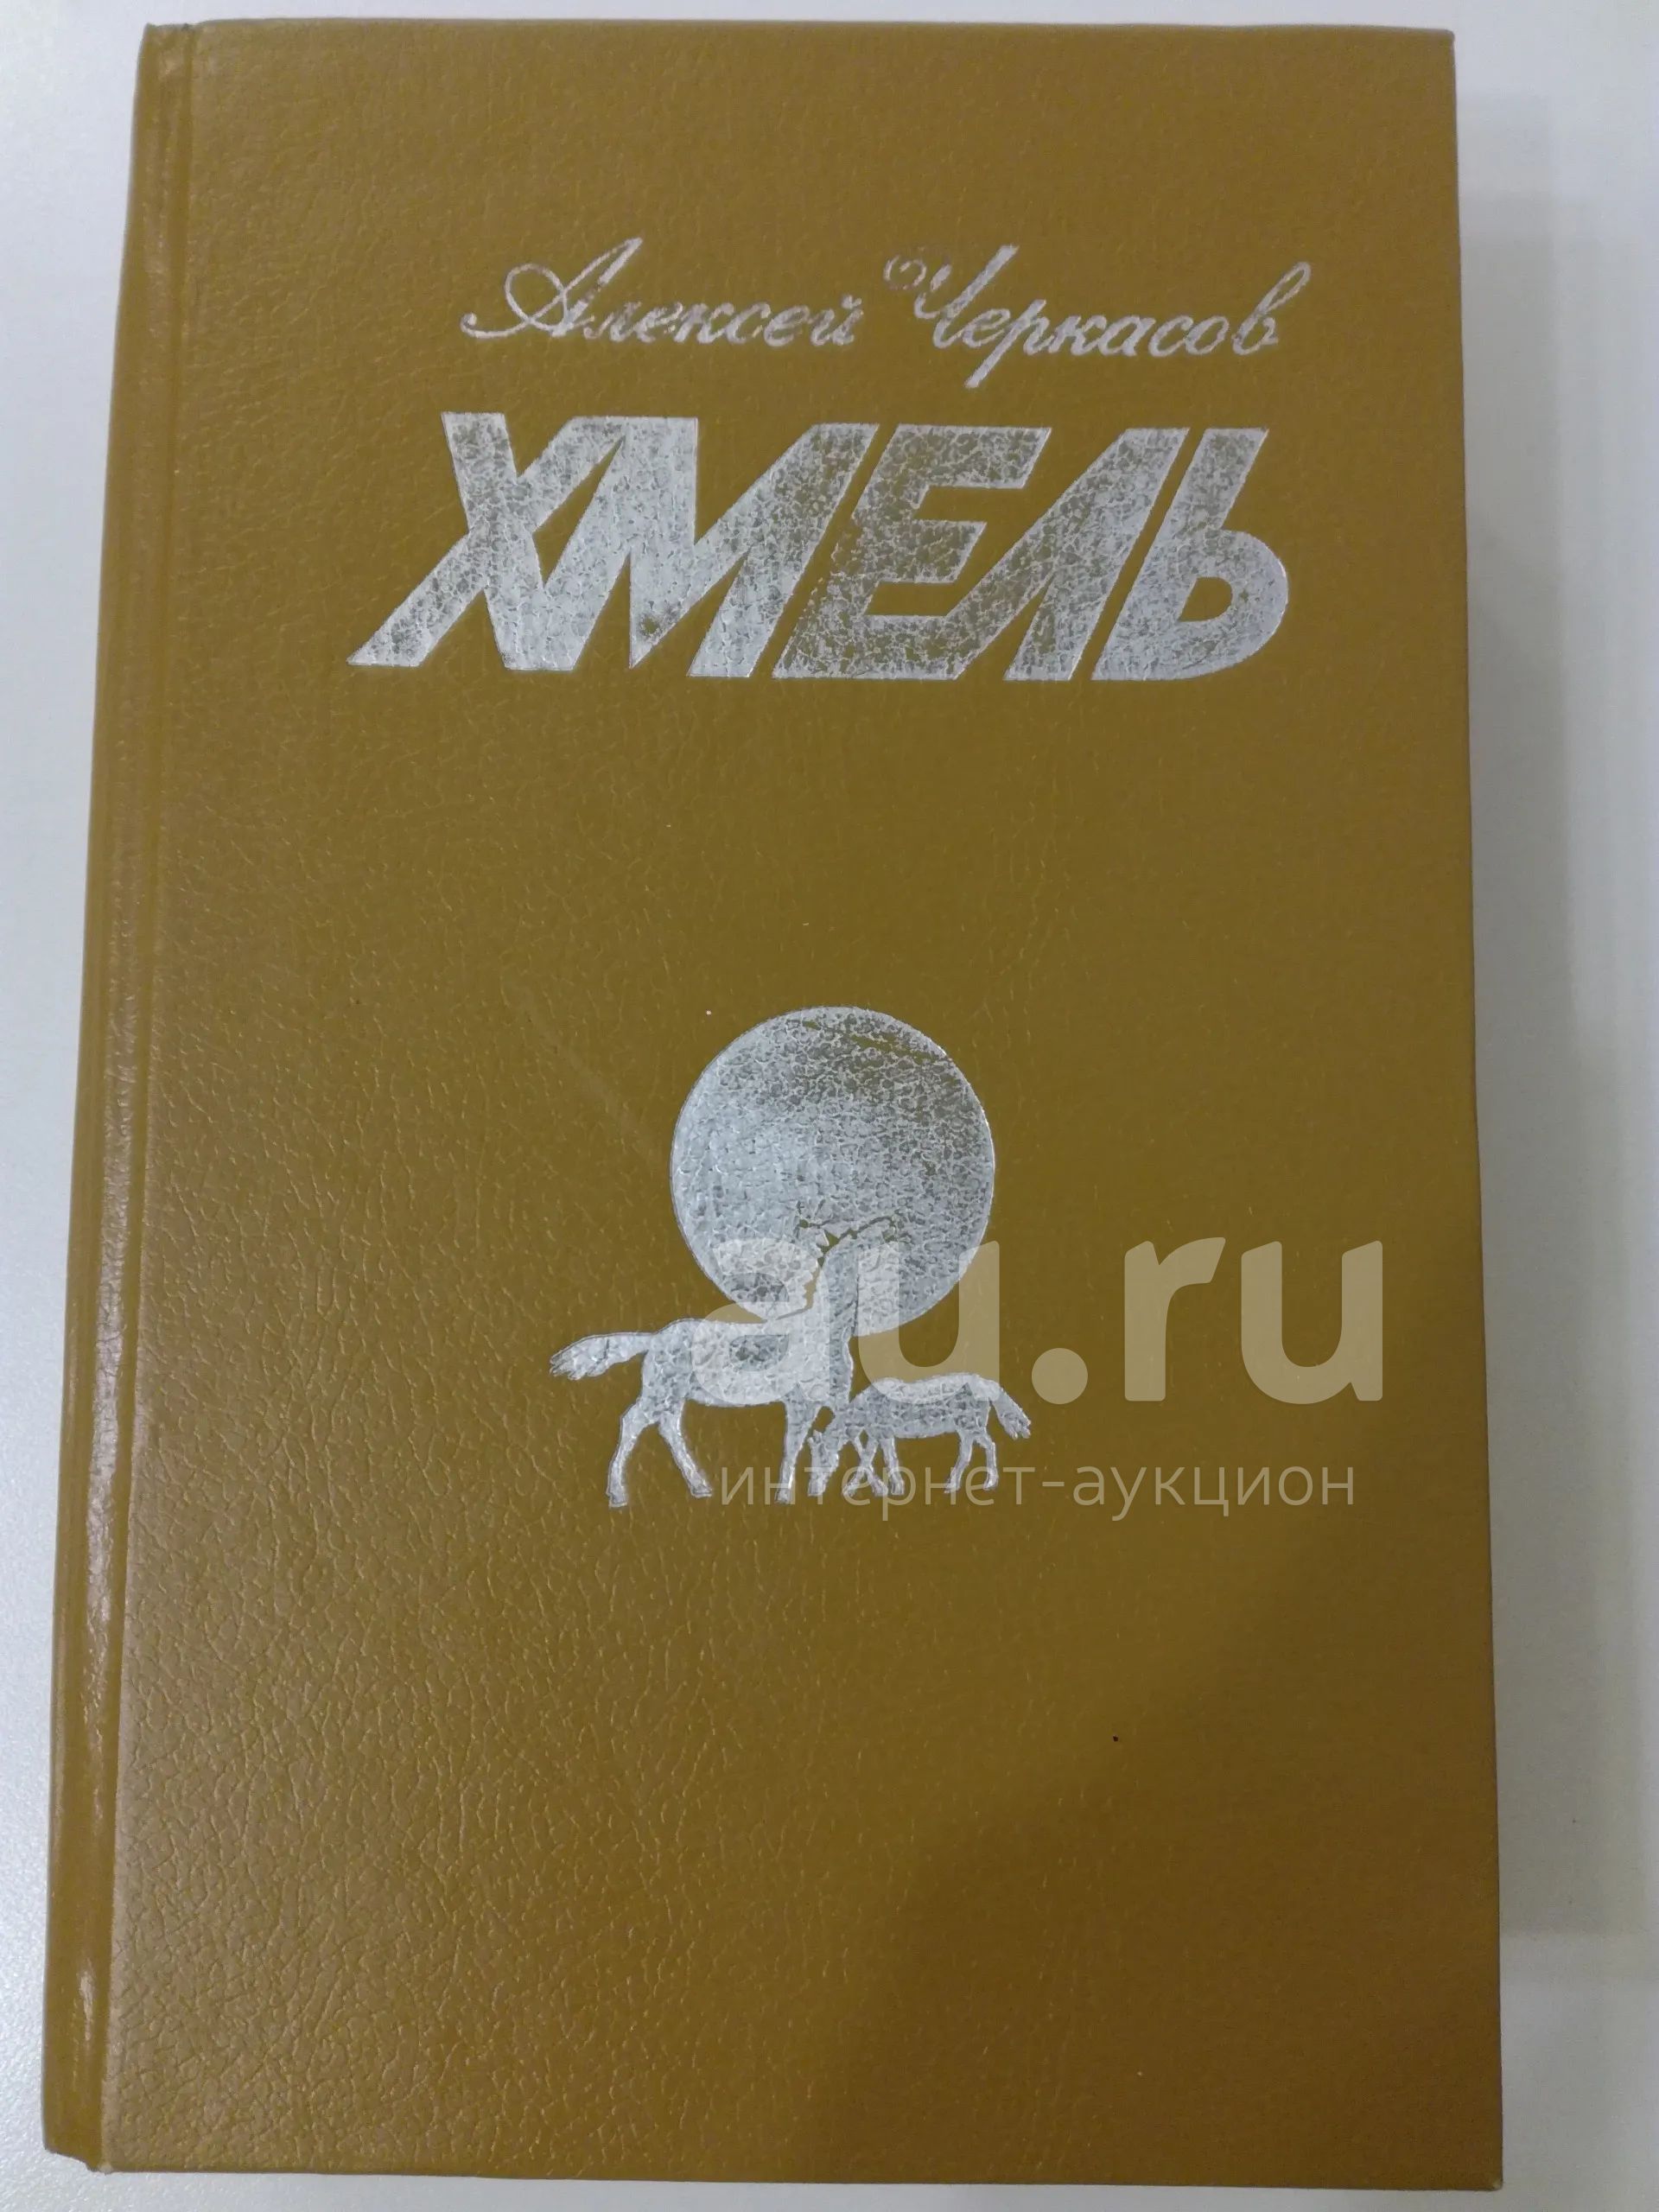 Алексей Черкасов
ХМЕЛЬ
au.ru
интернет-аукцион